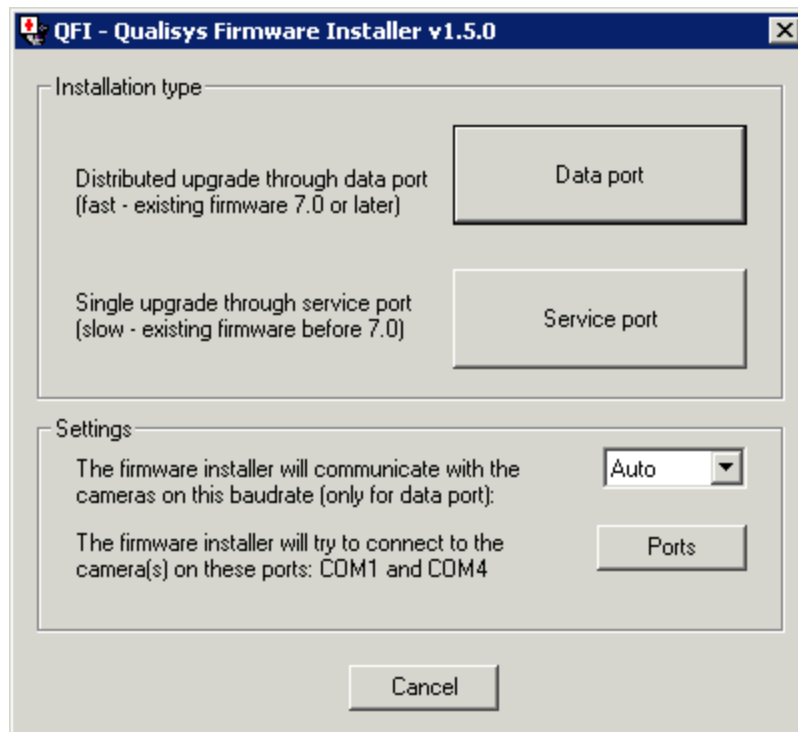 QFI - Qualisys Firmware Installer v1.5.0
Installation type
Distributed upgrade through data port
(fast - existing firmware 7.0 or later)
Data port
Single upgrade through service port
(slow - existing firmware before 7.0)
Service port
Settings
The firmware installer will communicate with the
cameras on this baudrate (only for data port):
Auto
The firmware installer will try to connect to the
camera(s) on these ports: COM1 and COM4
Ports
Cancel